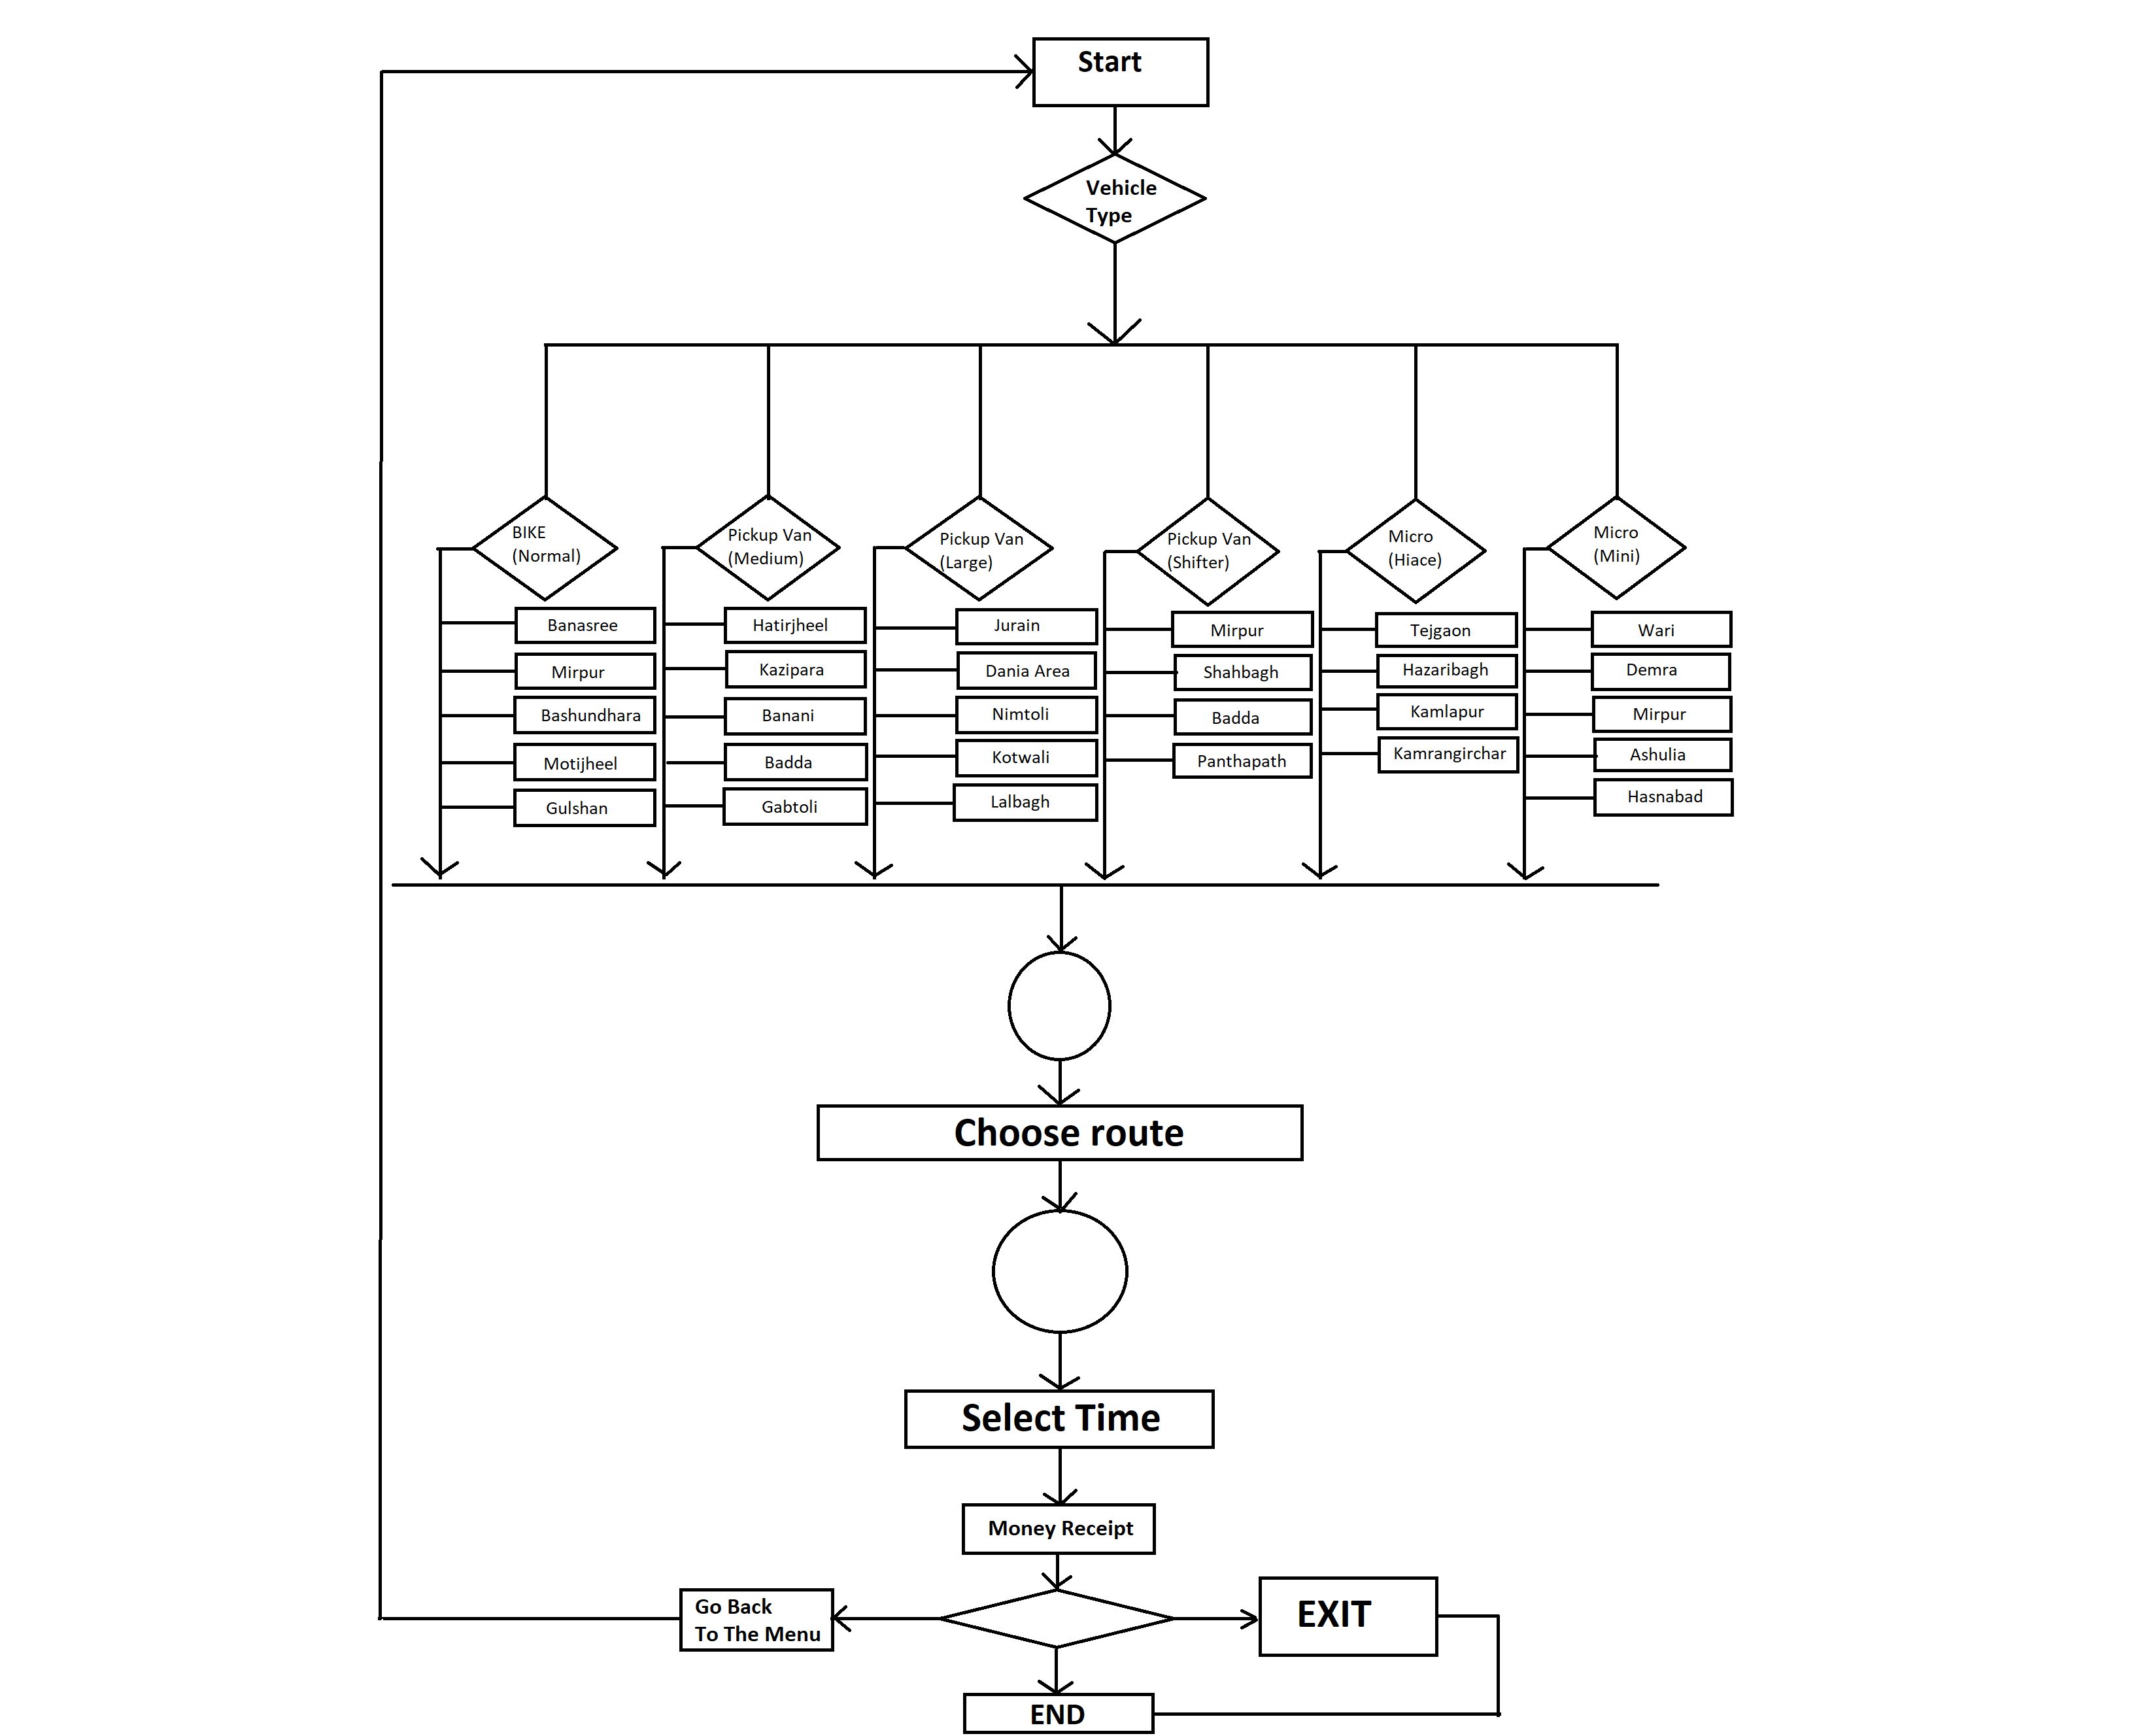 Start
Vehicle
Type
BIKE
(Normal)
Pickup Van
(Medium)
Pickup Van
(Large)
Pickup Van
(Shifter)
Micro
(Hiace)
Micro
(Mini)
Banasree
Mirpur
Bashundhara
Motijheel
Gulshan
Hatirjheel
Kazipara
Banani
Badda
Gabtoli
Jurain
Dania Area
Nimtoli
Kotwali
Lalbagh
Mirpur
Shahbagh
Badda
Panthapath
Tejgaon
Hazaribagh
Kamlapur
Kamrangirchar
Wari
Demra
Mirpur
Ashulia
Hasnabad
Choose route
Select Time
Money Receipt
Go Back
To The Menu
EXIT
END